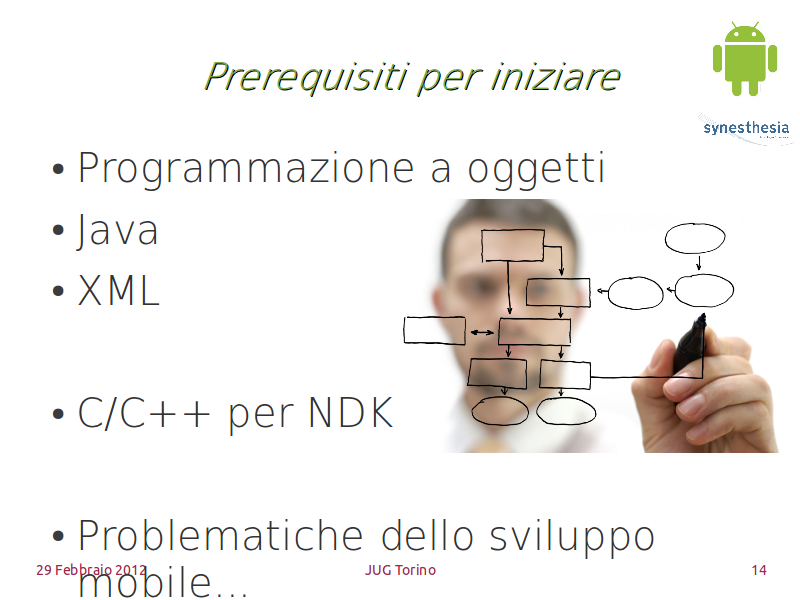 Prerequisiti per iniziare
synesthesia
• Programmazione a oggetti
• Java
• XML
• C/C++ per NDK
• Problematiche dello sviluppo
mobile...
29 Febbraio 2012
JUG Torino
14